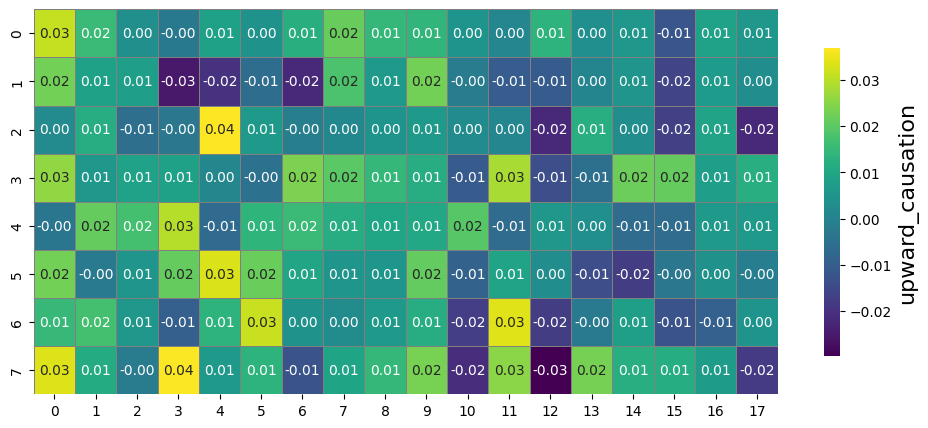 0 0.03 0.02 0.00 -0.00 0.01 0.00 0.01 0.02 0.01 0.01 0.00 0.00 0.01 0.00 0.01 -0.01 0.01 0.01
1 0.02 0.01 0.01 -0.03 -0.02 -0.01 -0.02 0.02 0.01 0.02 -0.00 -0.01 -0.01 0.00 0.01 -0.02 0.01 0.00
2 0.00 0.01 -0.01 -0.00 0.04 0.01 -0.00 0.00 0.00 0.01 0.00 0.00 -0.02 0.01 0.00 -0.02 0.01 -0.02
3 0.03 0.01 0.01 0.01 0.00 -0.00 0.02 0.02 0.01 0.01 -0.01 0.03 -0.01 -0.01 0.02 0.02 0.01 0.01
4 -0.00 0.02 0.02 0.03 -0.01 0.01 0.02 0.01 0.01 0.01 0.02 -0.01 0.01 0.00 -0.01 -0.01 0.01 0.01
5 0.02 -0.00 0.01 0.02 0.03 0.02 0.01 0.01 0.01 0.02 -0.01 0.01 0.00 -0.01 -0.02 -0.01 0.00 -0.00
6 0.01 0.02 0.01 -0.01 0.01 0.03 0.00 0.00 0.01 0.01 -0.02 0.03 -0.02 -0.00 0.01 -0.01 -0.01 0.00
7 0.03 0.01 -0.00 0.04 0.01 0.01 -0.01 0.01 0.01 0.02 -0.02 0.03 -0.03 0.02 0.01 0.01 0.01 -0.02
0 1 2 3 4 5 6 7 8 9 10 11 12 13 14 15 16 17
0.03
0.02
0.01
0.00
−0.01
−0.02
upward_causation